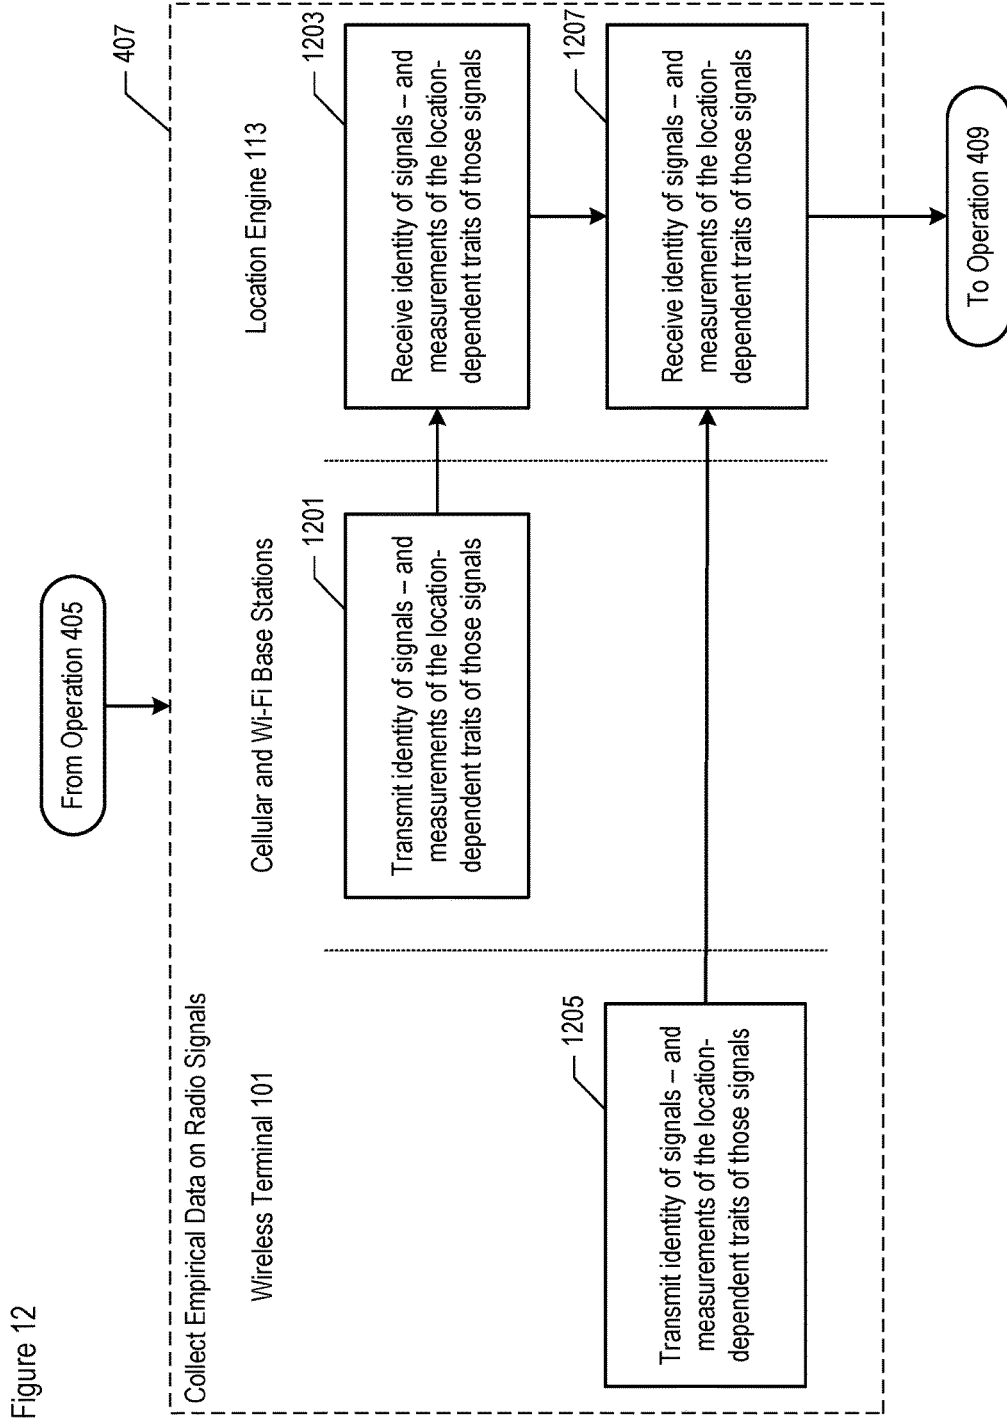 Figure 12
From Operation 405
407
Collect Empirical Data on Radio Signals
Wireless Terminal 101
Cellular and Wi-Fi Base Stations
Location Engine 113
1201
Transmit identity of signals – and
measurements of the location-
dependent traits of those signals
1203
Receive identity of signals – and
measurements of the location-
dependent traits of those signals
1205
Transmit identity of signals – and
measurements of the location-
dependent traits of those signals
1207
Receive identity of signals – and
measurements of the location-
dependent traits of those signals
To Operation 409